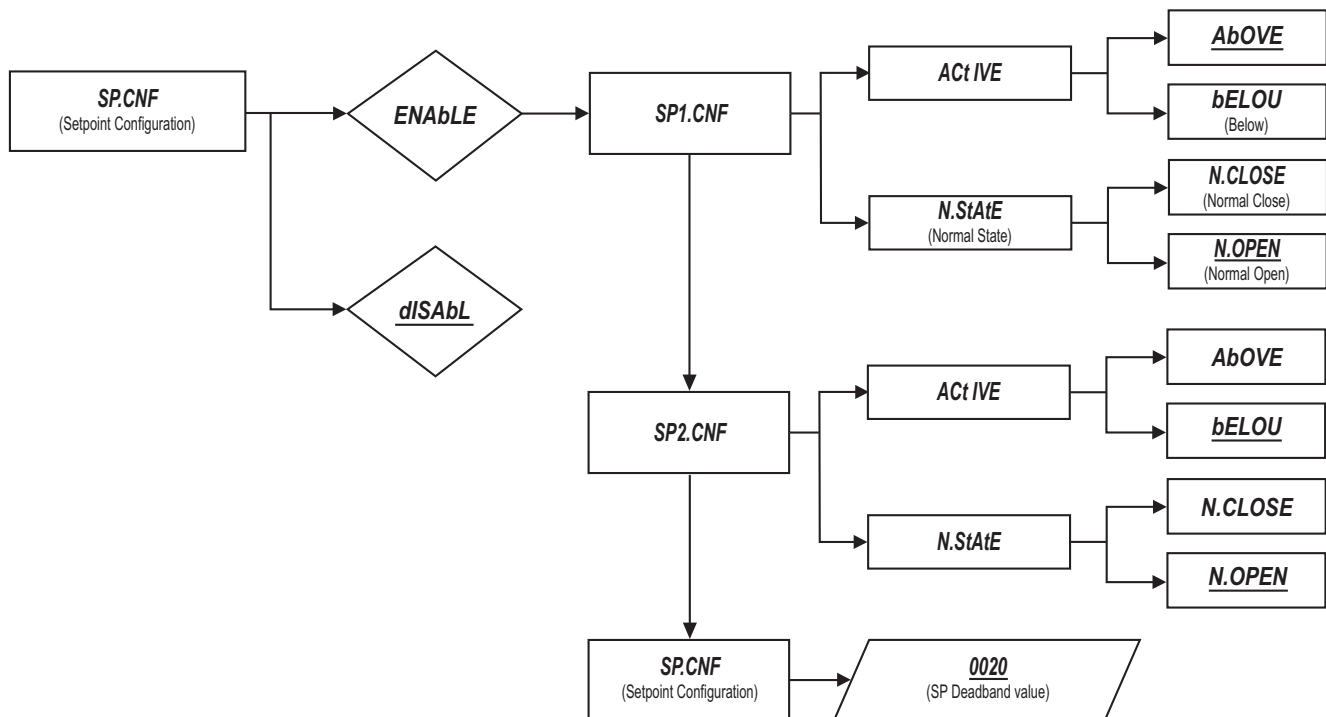 SP.CNF
(Setpoint Configuration)
ENAbLE
dISAbL
SP1.CNF
ACt IVE
AbOVE
bELOU
(Below)
N.StAtE
(Normal State)
N.CLOSE
(Normal Close)
N.OPEN
(Normal Open)
SP2.CNF
ACt IVE
AbOVE
bELOU
N.StAtE
N.CLOSE
N.OPEN
SP.CNF
(Setpoint Configuration)
0020
(SP Deadband value)